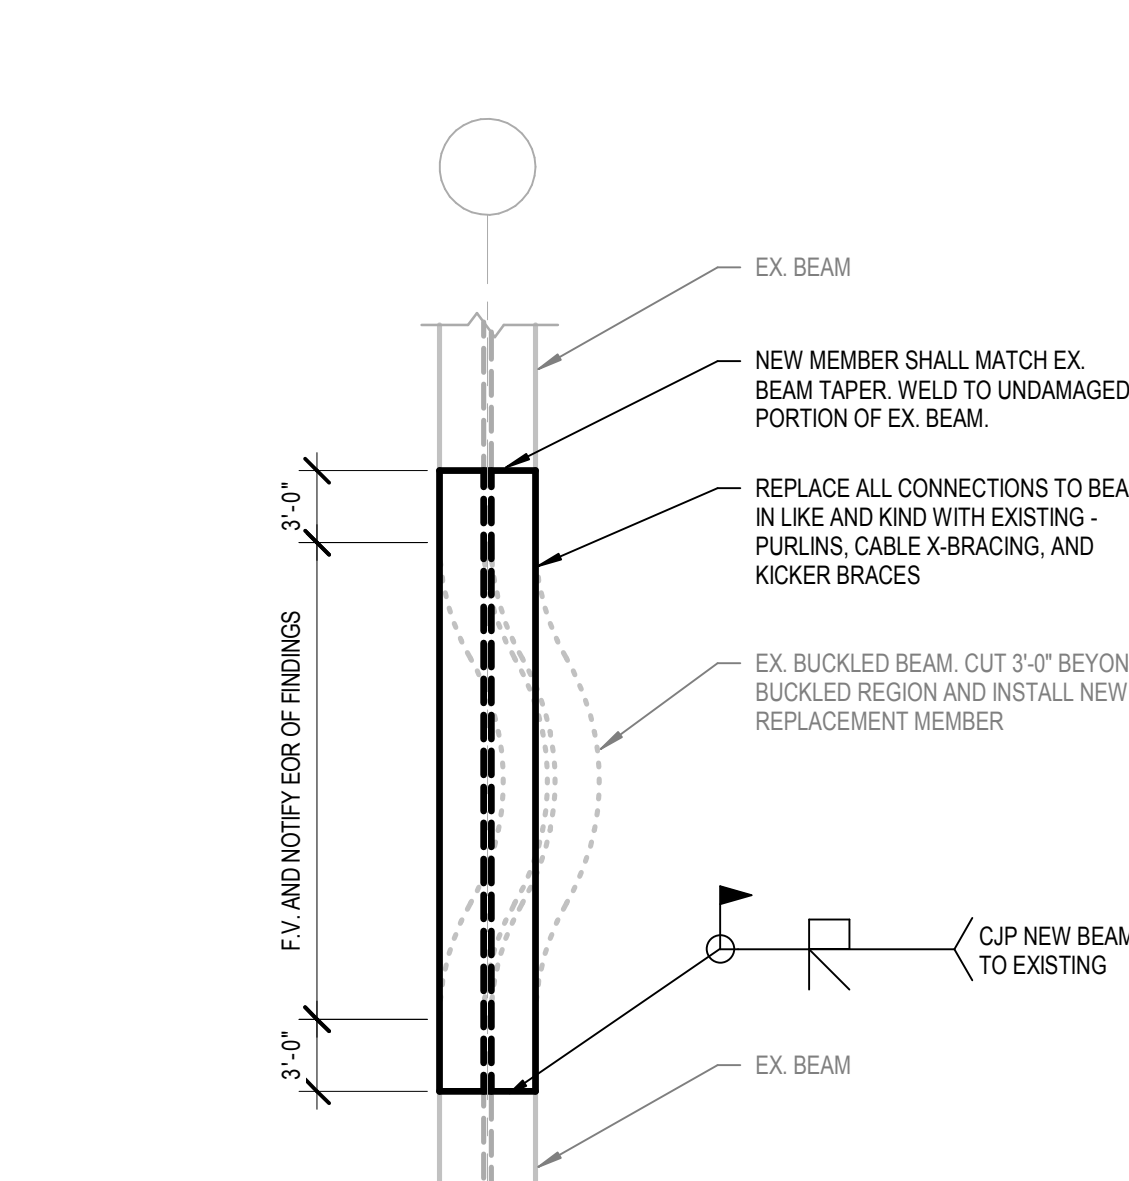 EX. BEAM
NEW MEMBER SHALL MATCH EX.
BEAM TAPER. WELD TO UNDAMAGED
PORTION OF EX. BEAM.
3'-0"
REPLACE ALL CONNECTIONS TO BEA
IN LIKE AND KIND WITH EXISTING -
PURLINS, CABLE X-BRACING, AND
KICKER BRACES
F.V. AND NOTIFY EOR OF FINDINGS
EX. BUCKLED BEAM. CUT 3'-0" BEYON
BUCKLED REGION AND INSTALL NEW
REPLACEMENT MEMBER
CJP NEW BEAM
TO EXISTING
3'-0"
EX. BEAM